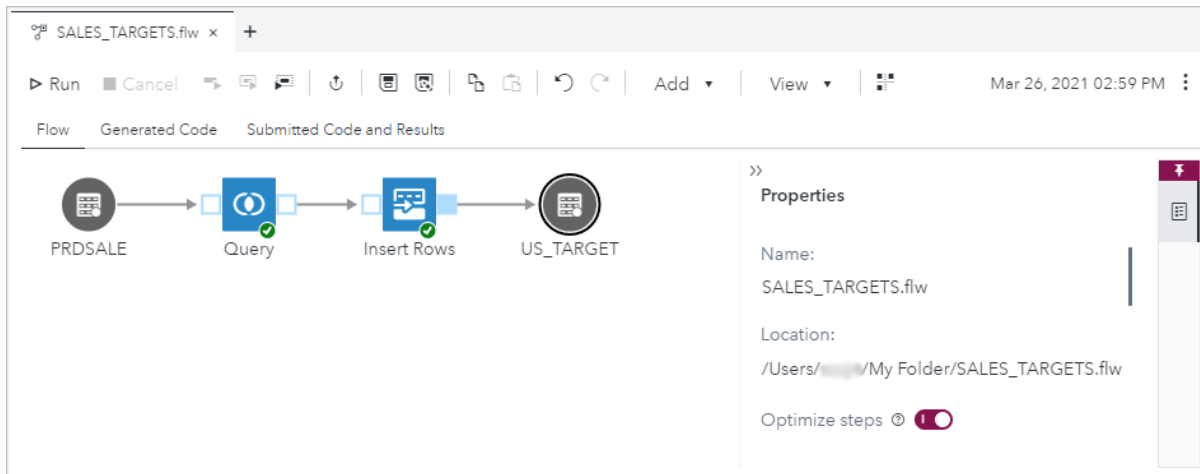 SALES_TARGETS.flw × +
Run Cancel Add View Mar 26, 2021 02:59 PM
Flow Generated Code Submitted Code and Results
Properties
PRDSALE Query Insert Rows US_TARGET
Name:
SALES_TARGETS.flw
Location:
/Users/ /My Folder/SALES_TARGETS.flw
Optimize steps